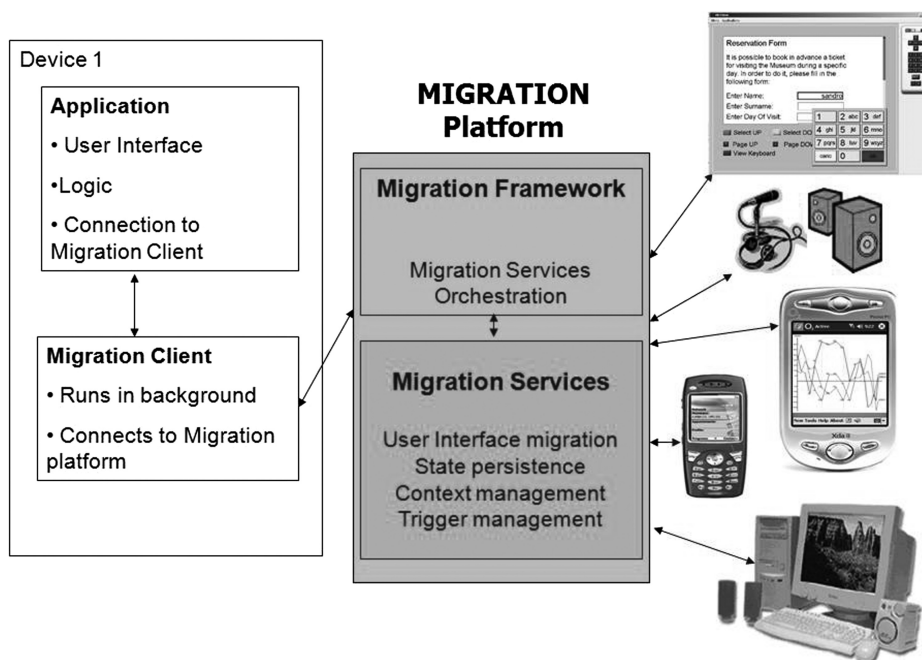 Device 1
Application
• User Interface
•Logic
• Connection to
Migration Client
Migration Client
• Runs in background
• Connects to Migration
platform
MIGRATION
Platform
Migration Framework
Migration Services
Orchestration
Migration Services
User Interface migration
State persistence
Context management
Trigger management
Reservation Form
It is possible to book in advance a ticket
for visiting the Museum during a specific
day. In order to do it, please fill in the
following form:
Enter Name: sandro
Enter Surname:
Enter Day Of Visit:
Select UP
Page UP Page DOW
View Keyboard
1 2 abc 3 def
4 ghi 5 jkl 6 mno
7 pqrs 8 tuv 9 wxyz
0
Xda II